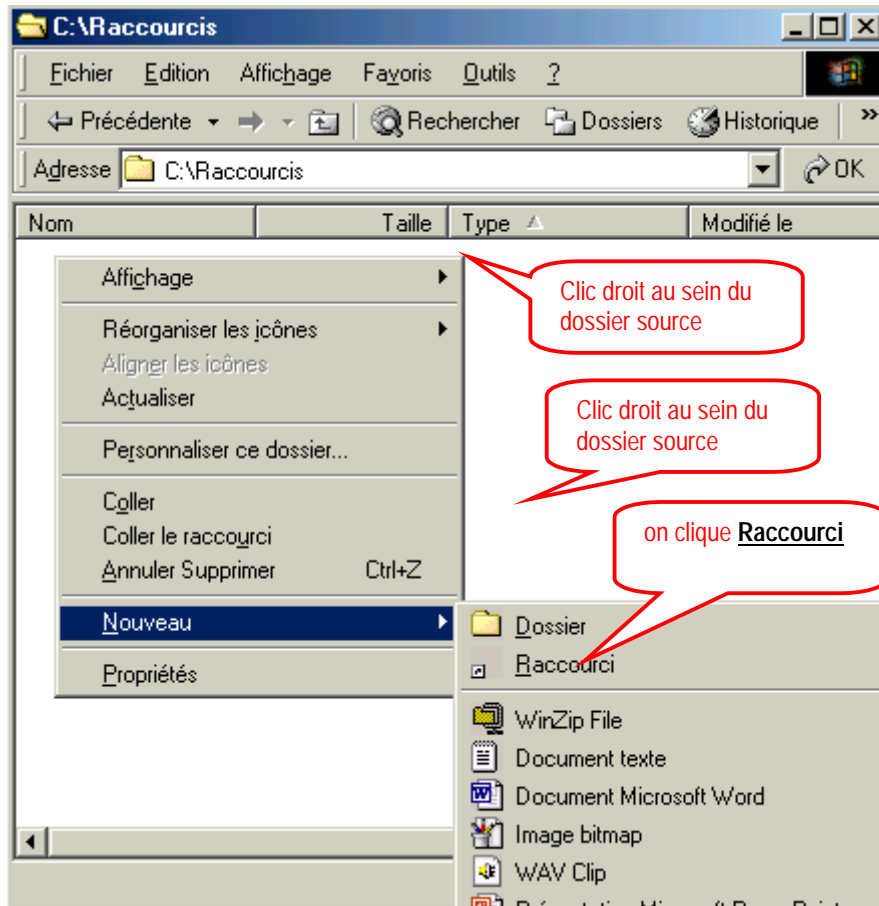 C:\Raccourcis
Fichier Edition Affichage Favoris Outils ?
Précédente Rechercher Dossiers Historique »
Adresse C:\Raccourcis OK
Nom Taille Type Modifié le
Affichage
Réorganiser les icônes
Aligner les icônes
Actualiser
Personnaliser ce dossier...
Coller
Coller le raccourci
Annuler Supprimer Ctrl+Z
Nouveau
Propriétés
Clic droit au sein du
dossier source
Clic droit au sein du
dossier source
on clique Raccourci
Dossier
Raccourci
WinZip File
Document texte
Document Microsoft Word
Image bitmap
WAV Clip